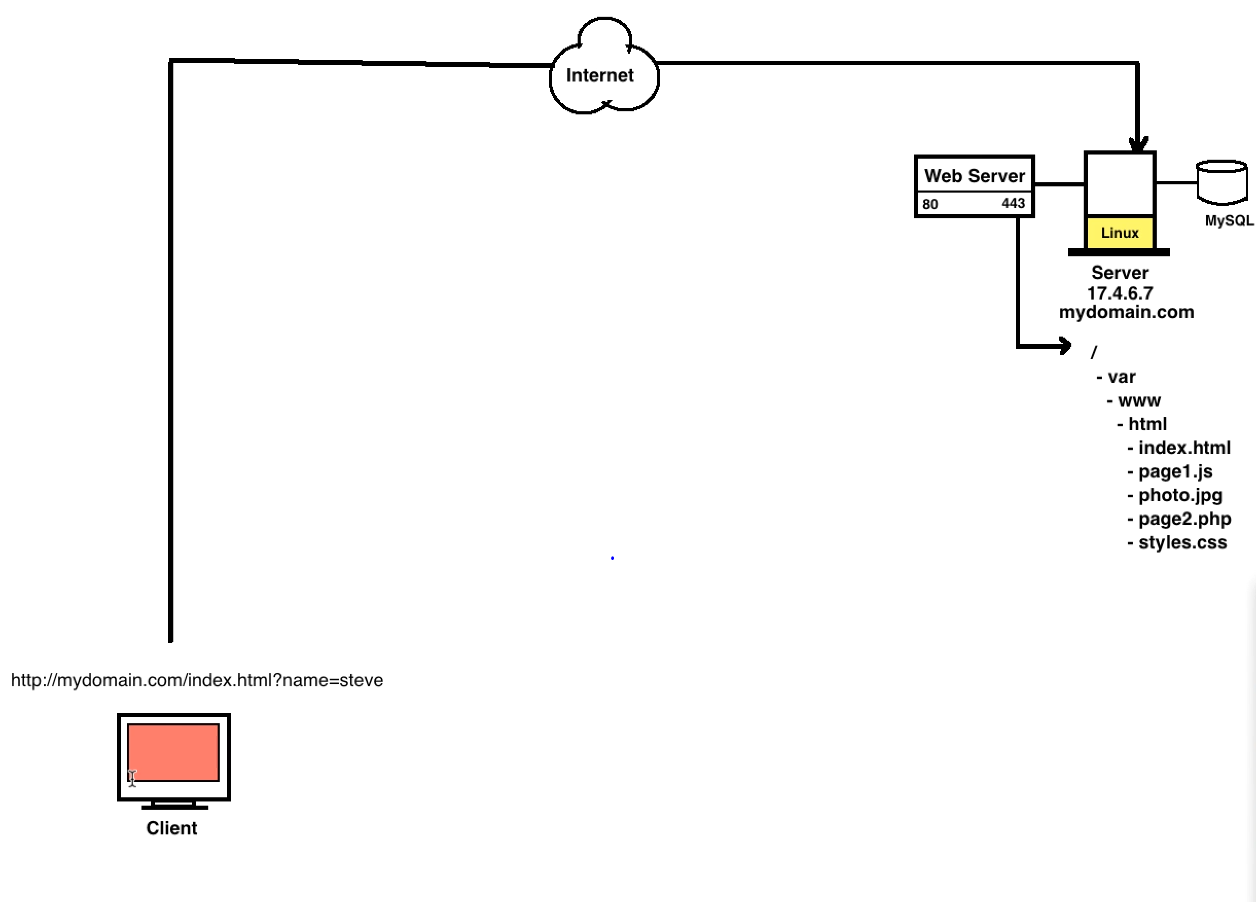 Internet
Web Server
80 443
MySQL
Linux
Server
17.4.6.7
mydomain.com
/
- var
- www
- html
- index.html
- page1.js
- photo.jpg
- page2.php
- styles.css
http://mydomain.com/index.html?name=steve
Client